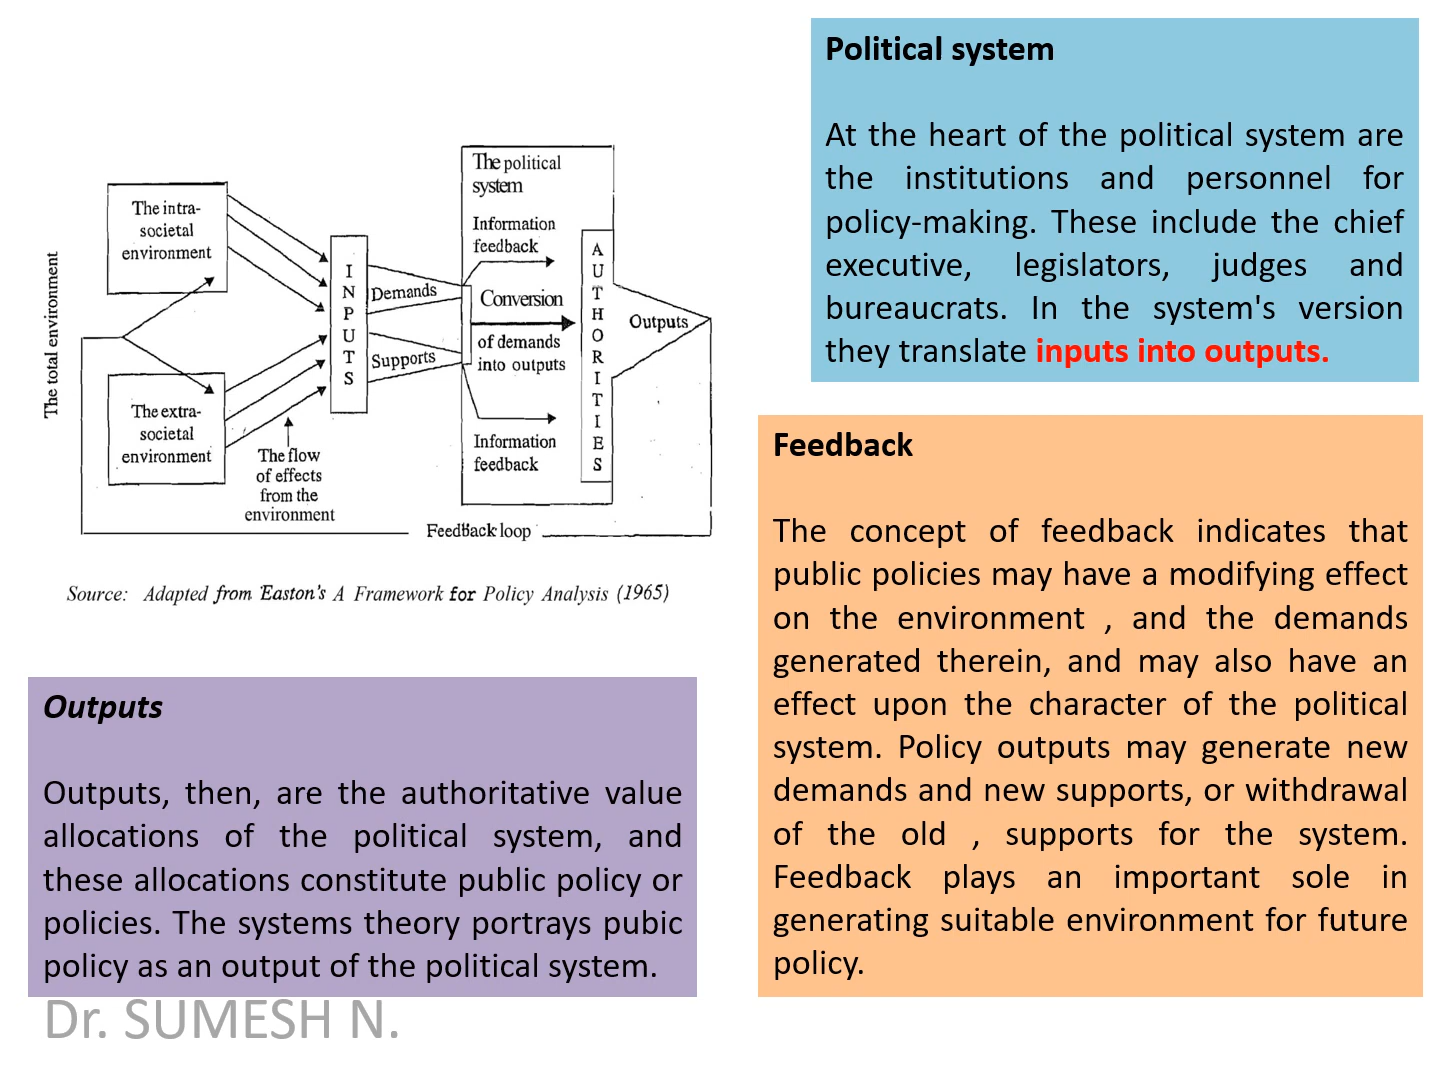 Political system
At the heart of the political system are
the institutions and personnel for
policy-making. These include the chief
executive, legislators, judges and
bureaucrats. In the system's version
they translate inputs into outputs.
The total environment
The intra-
societal
environment
The extra-
societal
environment
The flow
of effects
from the
environment
INPUTS
Demands
Supports
The political
system
Information
feedback
Conversion
of demands
into outputs
Information
feedback
AUTHORITIES
Outputs
Feedback loop
Source: Adapted from Easton's A Framework for Policy Analysis (1965)
Feedback
The concept of feedback indicates that
public policies may have a modifying effect
on the environment , and the demands
generated therein, and may also have an
effect upon the character of the political
system. Policy outputs may generate new
demands and new supports, or withdrawal
of the old , supports for the system.
Feedback plays an important sole in
generating suitable environment for future
policy.
Outputs
Outputs, then, are the authoritative value
allocations of the political system, and
these allocations constitute public policy or
policies. The systems theory portrays pubic
policy as an output of the political system.
Dr. SUMESH N.